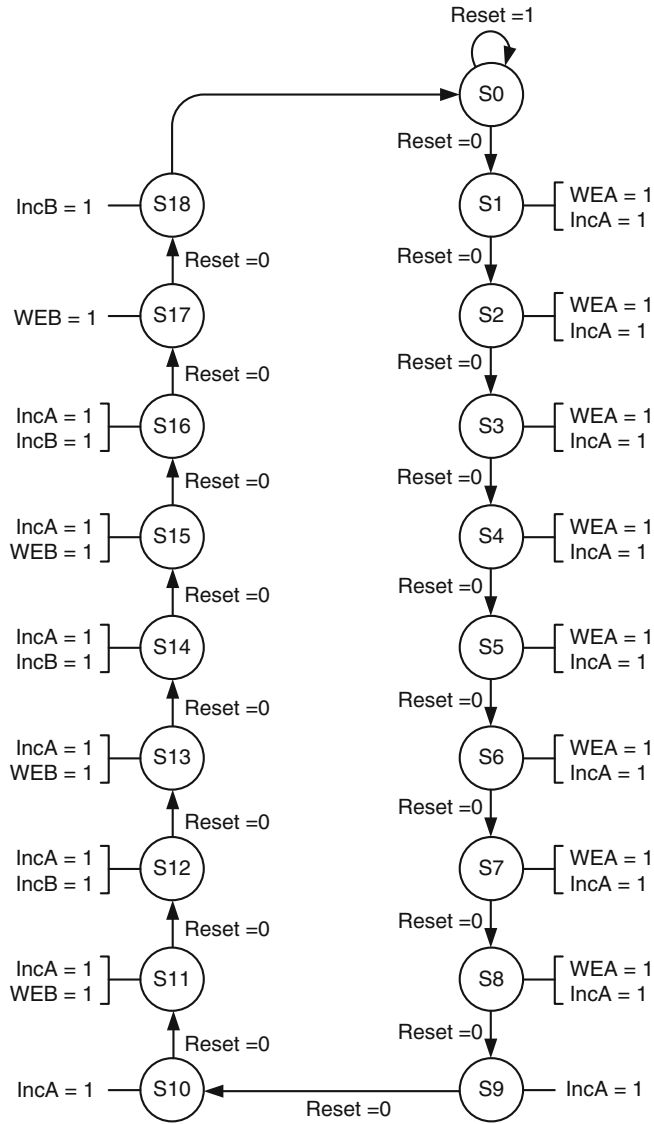 Reset =1
S0
Reset =0
S18
IncB = 1
S1
WEA = 1
IncA = 1
Reset =0
Reset =0
S17
WEB = 1
S2
WEA = 1
IncA = 1
Reset =0
Reset =0
IncA = 1
IncB = 1
S16
S3
WEA = 1
IncA = 1
Reset =0
Reset =0
IncA = 1
WEB = 1
S15
S4
WEA = 1
IncA = 1
Reset =0
Reset =0
IncA = 1
IncB = 1
S14
S5
WEA = 1
IncA = 1
Reset =0
Reset =0
IncA = 1
WEB = 1
S13
S6
WEA = 1
IncA = 1
Reset =0
Reset =0
IncA = 1
IncB = 1
S12
S7
WEA = 1
IncA = 1
Reset =0
Reset =0
IncA = 1
WEB = 1
S11
S8
WEA = 1
IncA = 1
Reset =0
Reset =0
IncA = 1
S10
S9
IncA = 1
Reset =0